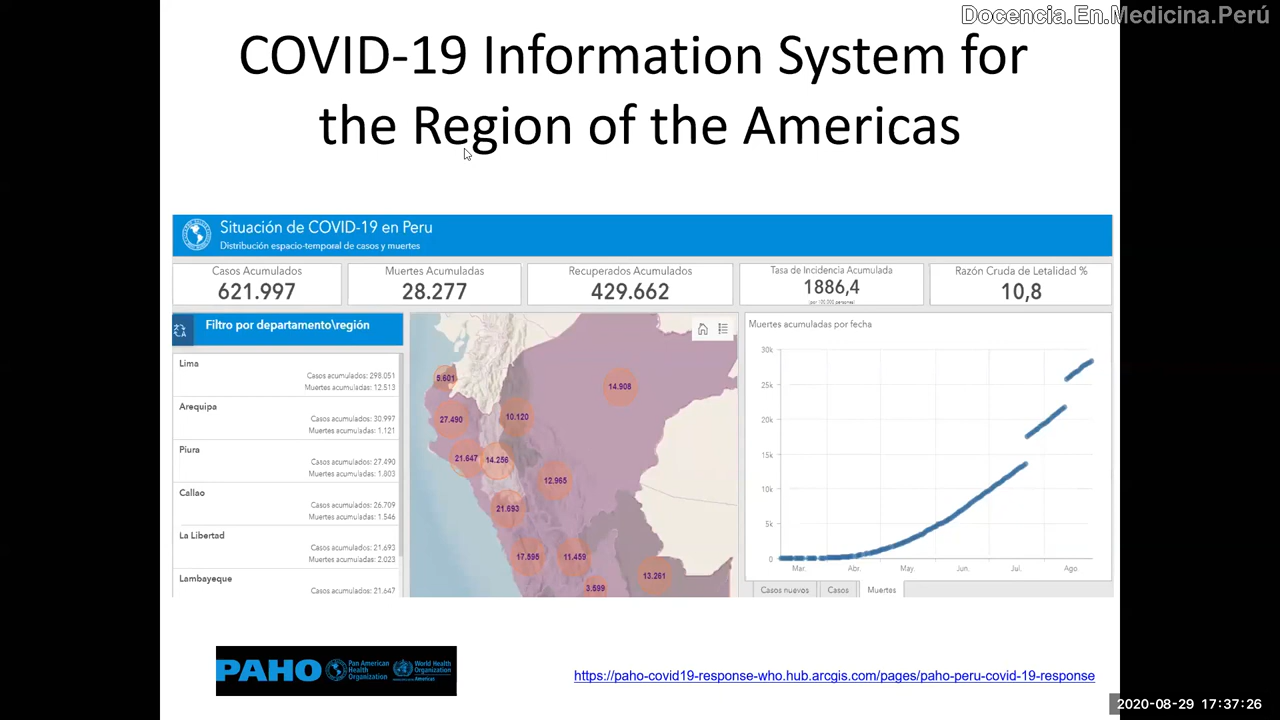 Docencia.En.Medicina.Perú
COVID-19 Information System for
the Region of the Americas
Situación de COVID-19 en Peru
Distribución espacio-temporal de casos y muertes
Casos Acumulados
621.997
Muertes Acumuladas
28.277
Recuperados Acumulados
429.662
Tasa de Incidencia Acumulada
1886,4
(por 100.000 personas)
Razón Cruda de Letalidad %
10,8
Filtro por departamento\región
Lima
Casos acumulados: 298.051
Muertes acumuladas: 12.513
Arequipa
Casos acumulados: 30.997
Muertes acumuladas: 1.121
Piura
Casos acumulados: 27.490
Muertes acumuladas: 1.803
Callao
Casos acumulados: 26.709
Muertes acumuladas: 1.546
La Libertad
Casos acumulados: 21.693
Muertes acumuladas: 2.023
Lambayeque
Casos acumulados: 21.647
5.601
14.908
27.490
10.120
21.647
14.256
12.965
21.693
17.595
11.459
13.261
3.599
Muertes acumuladas por fecha
30k
25k
20k
15k
10k
5k
0
Mar. Abr. May. Jun. Jul. Ago.
Casos nuevos Casos Muertes
PAHO
Pan American
Health
Organization
World Health
Organization
Americas
https://paho-covid19-response-who.hub.arcgis.com/pages/paho-peru-covid-19-response
2020-08-29 17:37:26